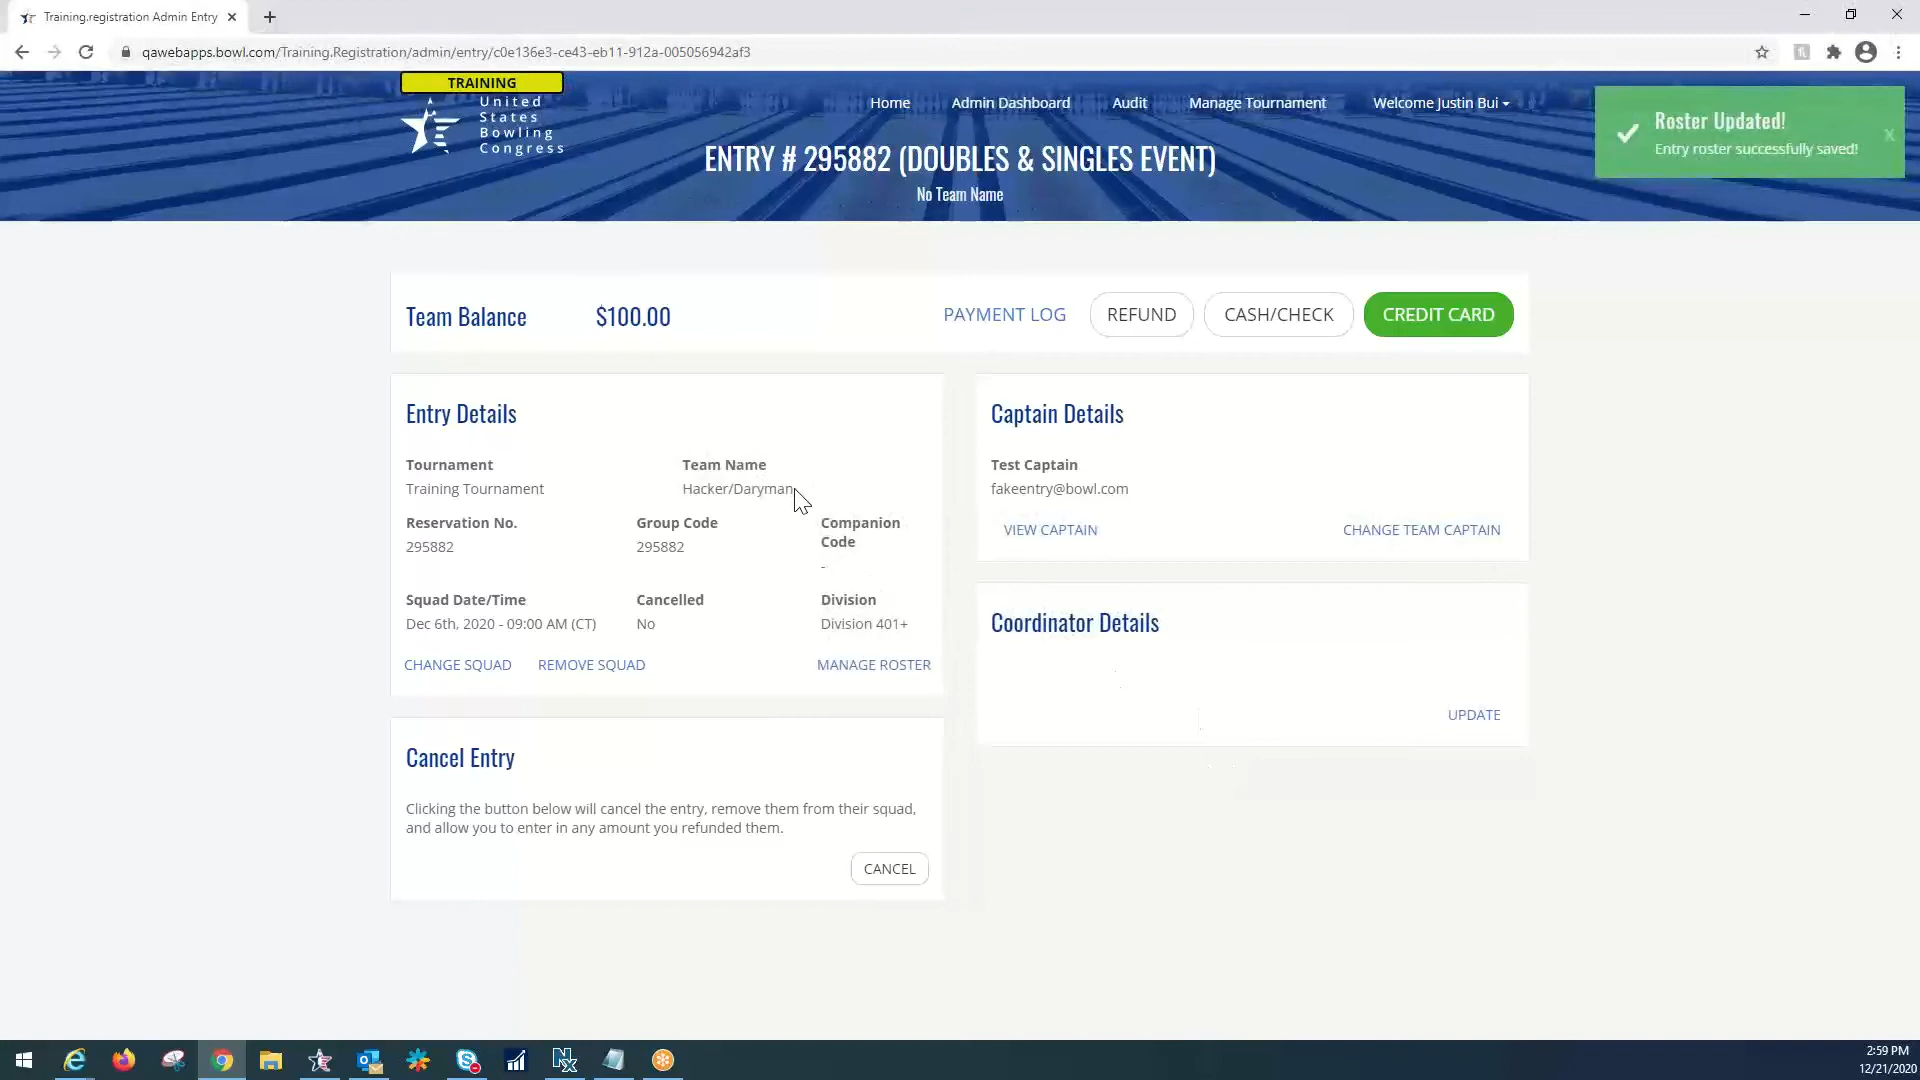 Training.registration Admin Entry
qawebapps.bowl.com/Training.Registration/admin/entry/c0e136e3-ce43-eb11-912a-005056942af3
TRAINING
United
States
Bowling
Congress
Home
Admin Dashboard
Audit
Manage Tournament
Welcome Justin Bui
Roster Updated!
Entry roster successfully saved!
x
ENTRY # 295882 (DOUBLES & SINGLES EVENT)
No Team Name
Team Balance
$100.00
PAYMENT LOG
REFUND
CASH/CHECK
CREDIT CARD
Entry Details
Tournament
Training Tournament
Team Name
Hacker/Daryman
Reservation No.
295882
Group Code
295882
Companion
Code
-
Squad Date/Time
Dec 6th, 2020 - 09:00 AM (CT)
Cancelled
No
Division
Division 401+
CHANGE SQUAD
REMOVE SQUAD
MANAGE ROSTER
Cancel Entry
Clicking the button below will cancel the entry, remove them from their squad,
and allow you to enter in any amount you refunded them.
CANCEL
Captain Details
Test Captain
fakeentry@bowl.com
VIEW CAPTAIN
CHANGE TEAM CAPTAIN
Coordinator Details
UPDATE
2:59 PM
12/21/2020